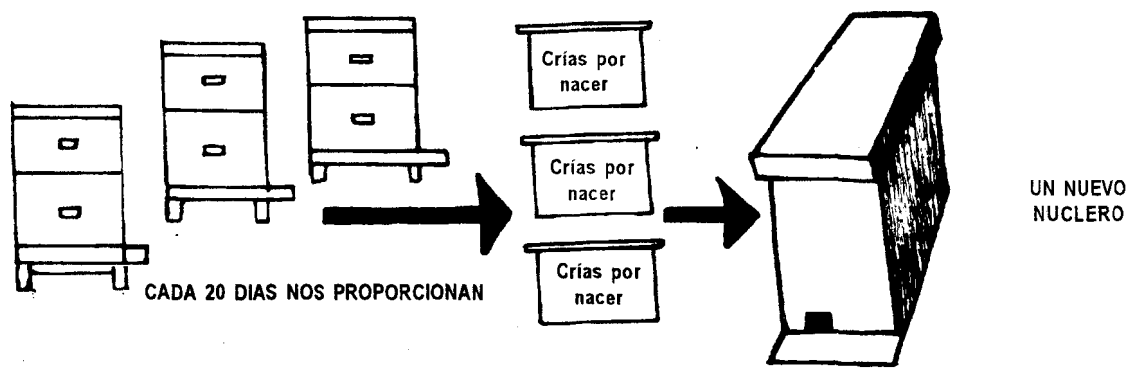 Crías por
nacer
Crías por
nacer
Crías por
nacer
CADA 20 DIAS NOS PROPORCIONAN
UN NUEVO
NUCLERO